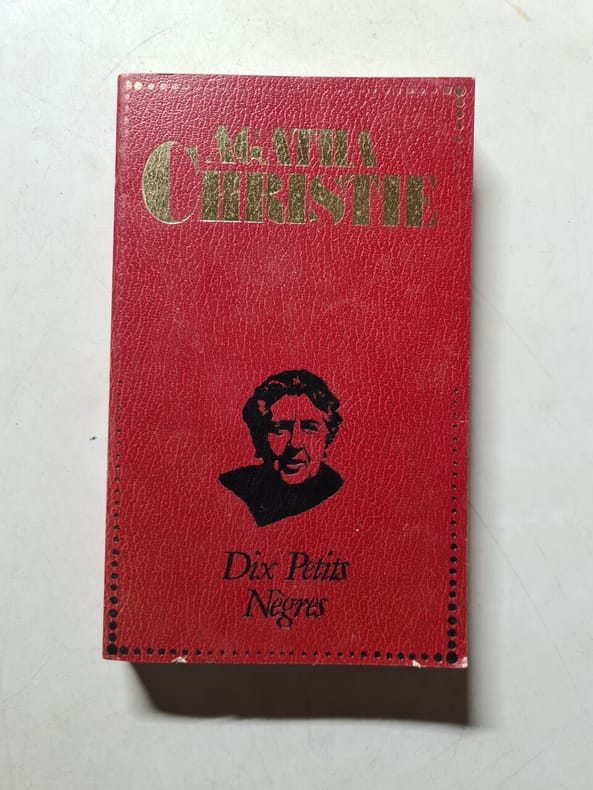 AGATHA
CHRISTIE
Dix Petits
Nègres